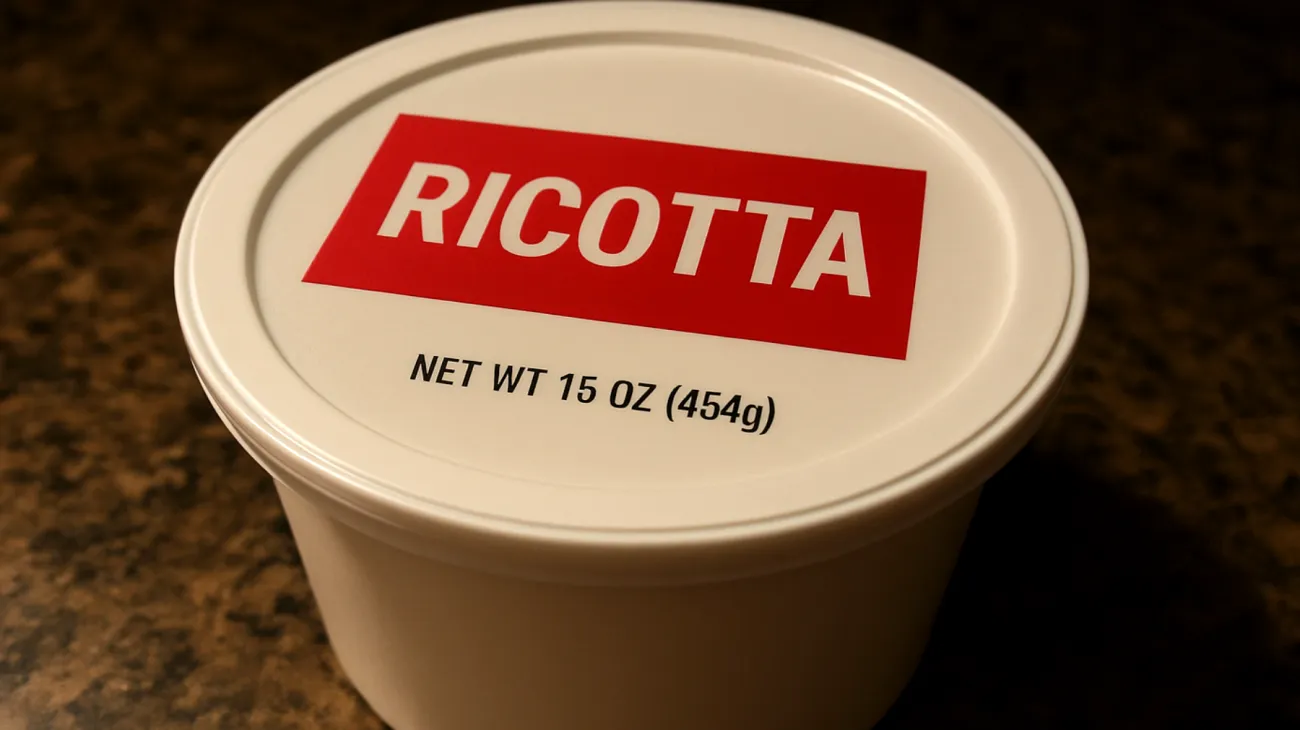 RICOTTA
NET WT 15 OZ (454g)